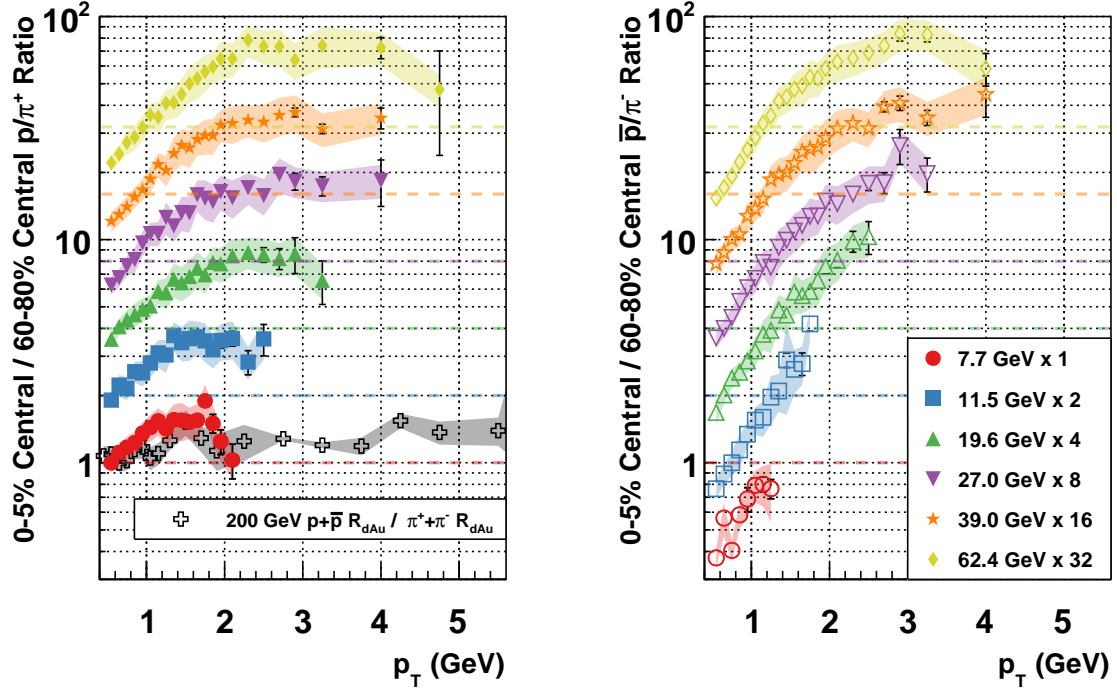 0-5% Central / 60-80% Central p/π⁺ Ratio
10²
10
1
200 GeV p+p̅ R_dAu / π⁺+π⁻ R_dAu
1 2 3 4 5
p_T (GeV)
0-5% Central / 60-80% Central p̅/π⁻ Ratio
10²
10
1
7.7 GeV x 1
11.5 GeV x 2
19.6 GeV x 4
27.0 GeV x 8
39.0 GeV x 16
62.4 GeV x 32
1 2 3 4 5
p_T (GeV)